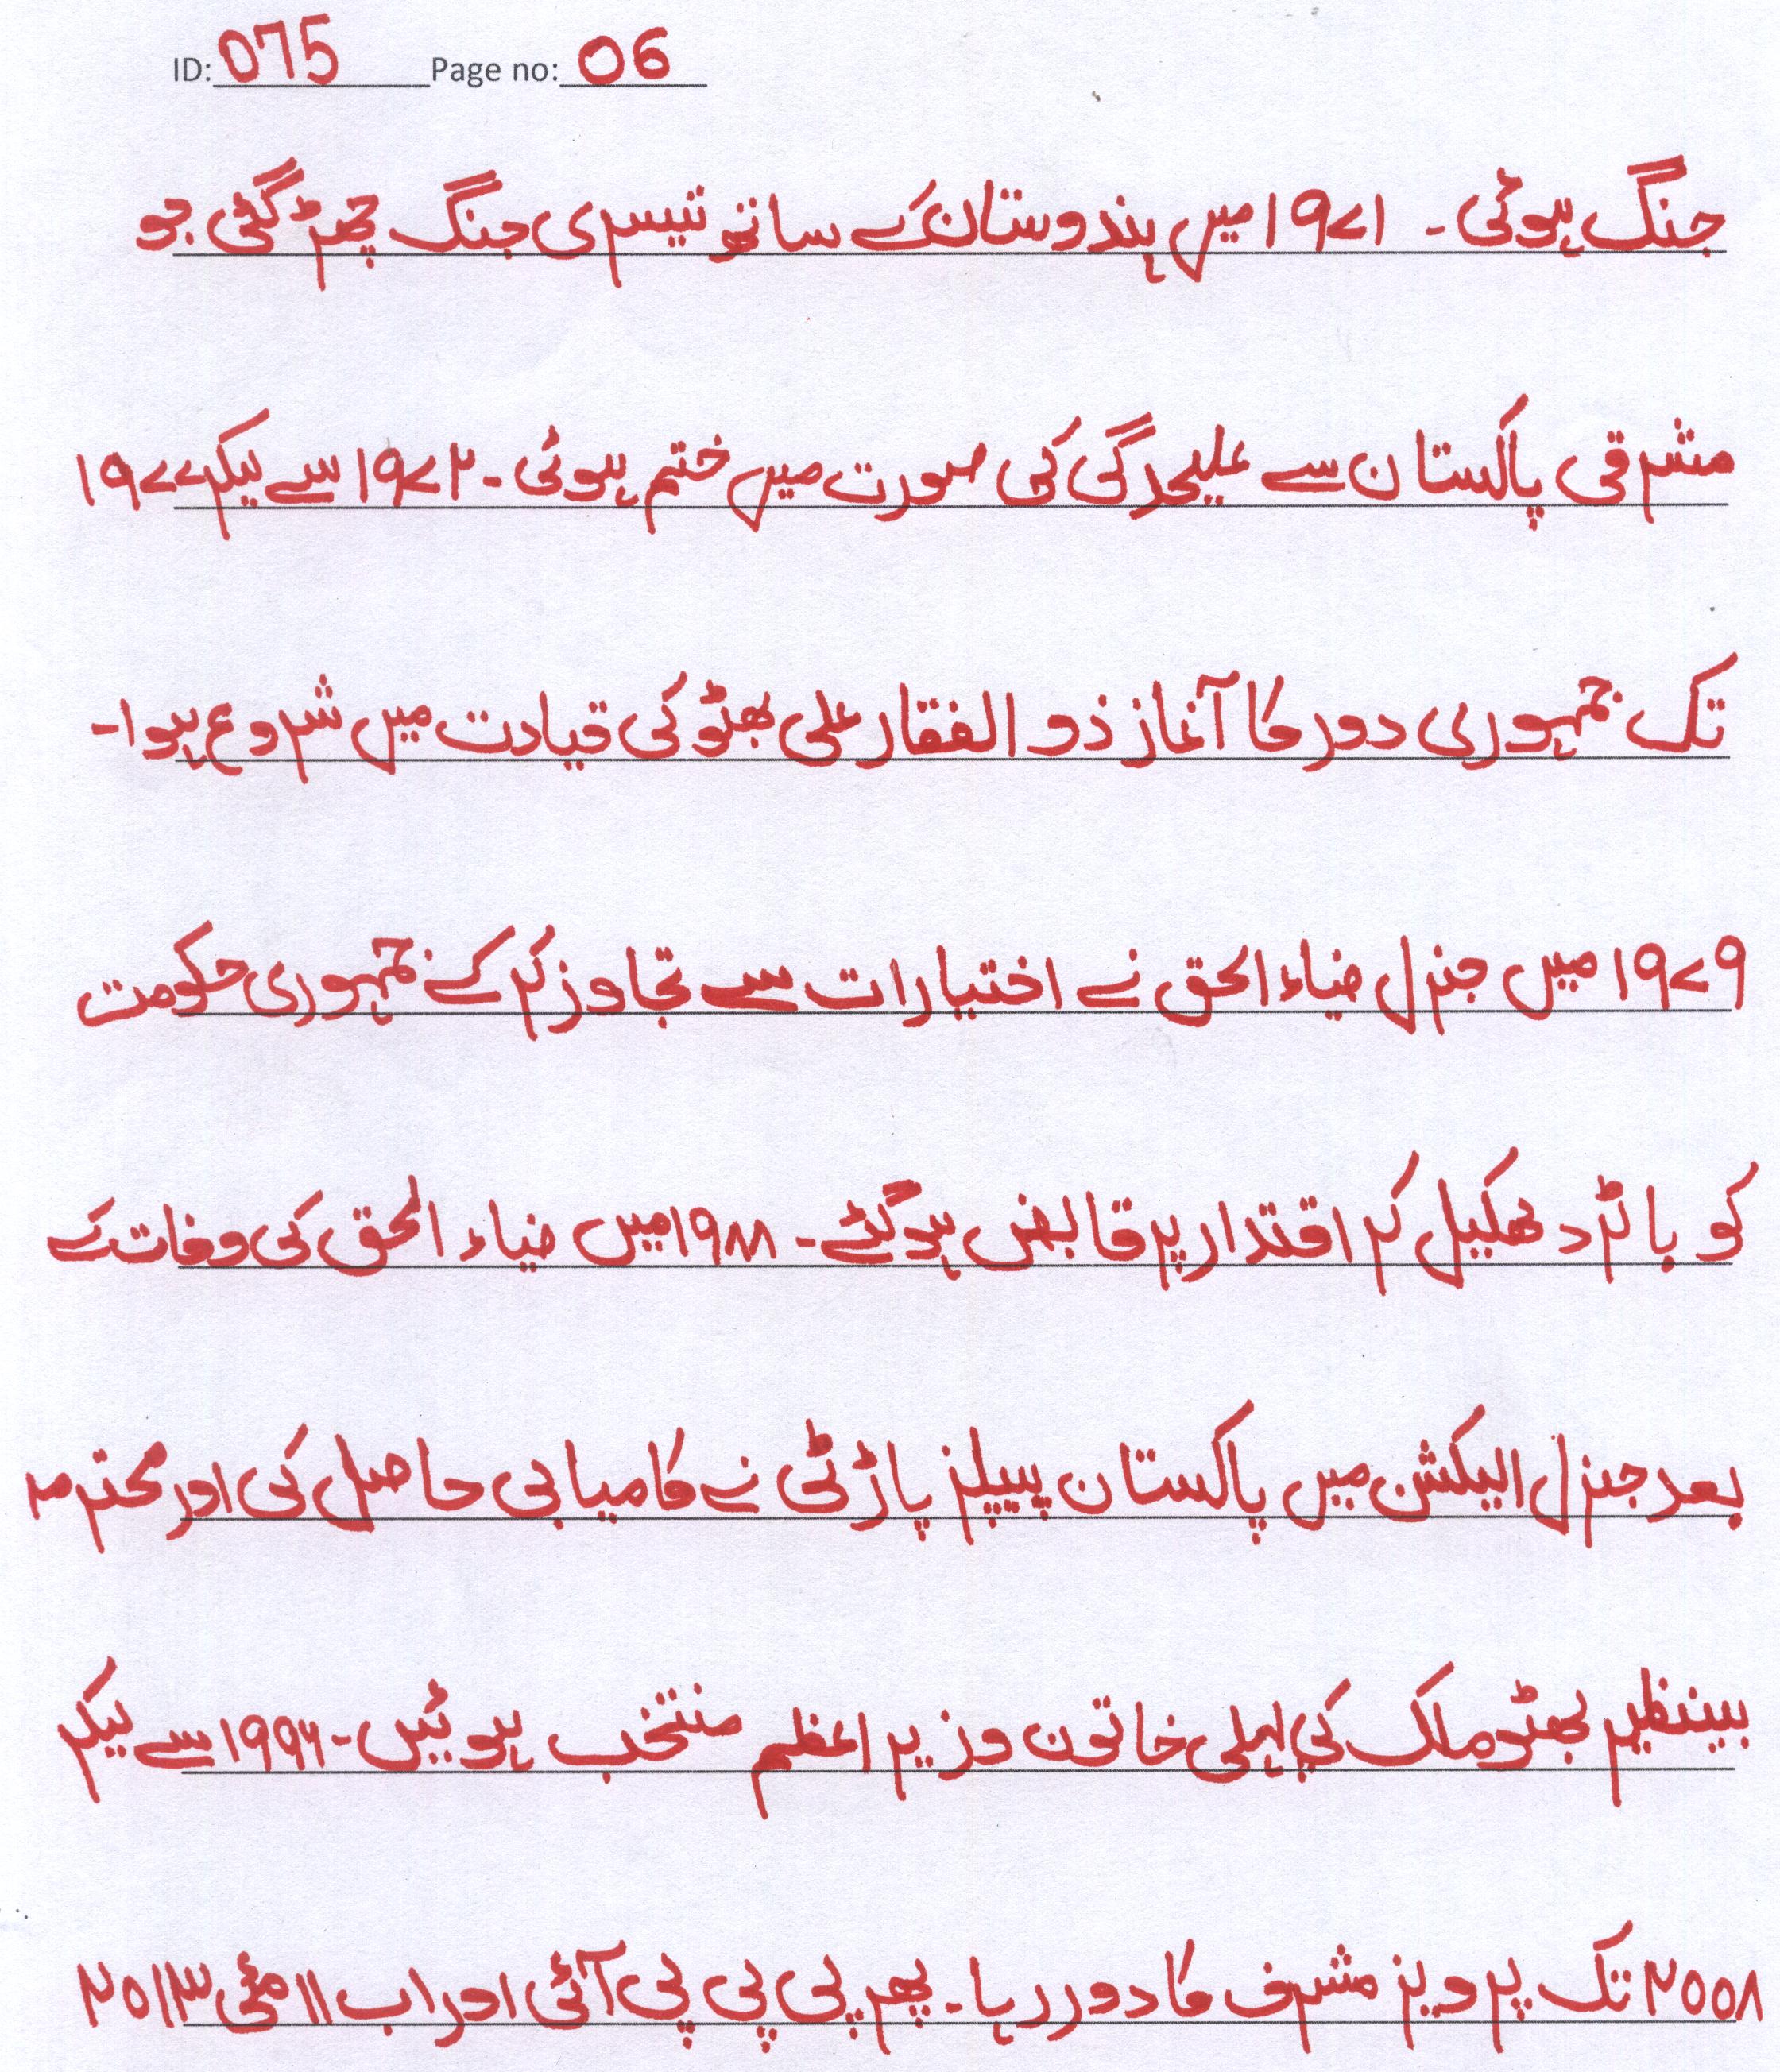 ID: 075 Page no: 06
جنگ ہوئی۔ ۱۹۷۱ میں ہندوستان کے ساتھ تیسری جنگ چھڑ گئی جو
مشرقی پاکستان سے علیحدگی کی صورت میں ختم ہوئی۔ ۱۹۷۲ سے لیکر ۱۹۷۷
تک جمہوری دور کا آغاز ذوالفقار علی بھٹو کی قیادت میں شروع ہوا۔
۱۹۷۹ میں جنرل ضیاء الحق نے اختیارات سے تجاوز کر کے جمہوری حکومت
کو باہر دھکیل کر اقتدار پر قابض ہوگئے۔ ۱۹۸۸ میں ضیاء الحق کی وفات کے
بعد جنرل الیکشن میں پاکستان پیپلز پارٹی نے کامیابی حاصل کی اور محترمہ
بینظیر بھٹو ملک کی پہلی خاتون وزیر اعظم منتخب ہوئیں۔ ۱۹۹۶ سے لیکر
۲۰۰۸ تک پرویز مشرف کا دور رہا۔ پھر پی پی پی آئی اور اب ۱۱ مئی ۲۰۱۳